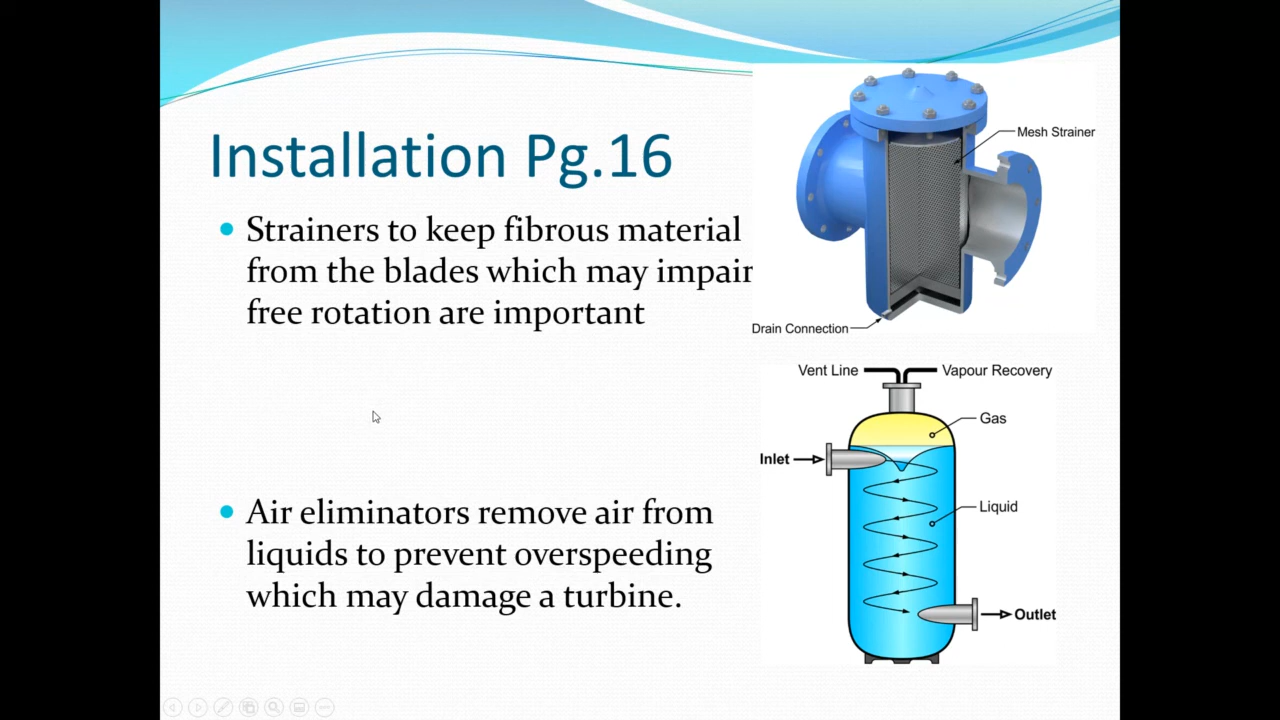 Installation Pg.16
Strainers to keep fibrous material
from the blades which may impair
free rotation are important
Mesh Strainer
Drain Connection
Vent Line
Vapour Recovery
Gas
Inlet
Liquid
Outlet
Air eliminators remove air from
liquids to prevent overspeeding
which may damage a turbine.